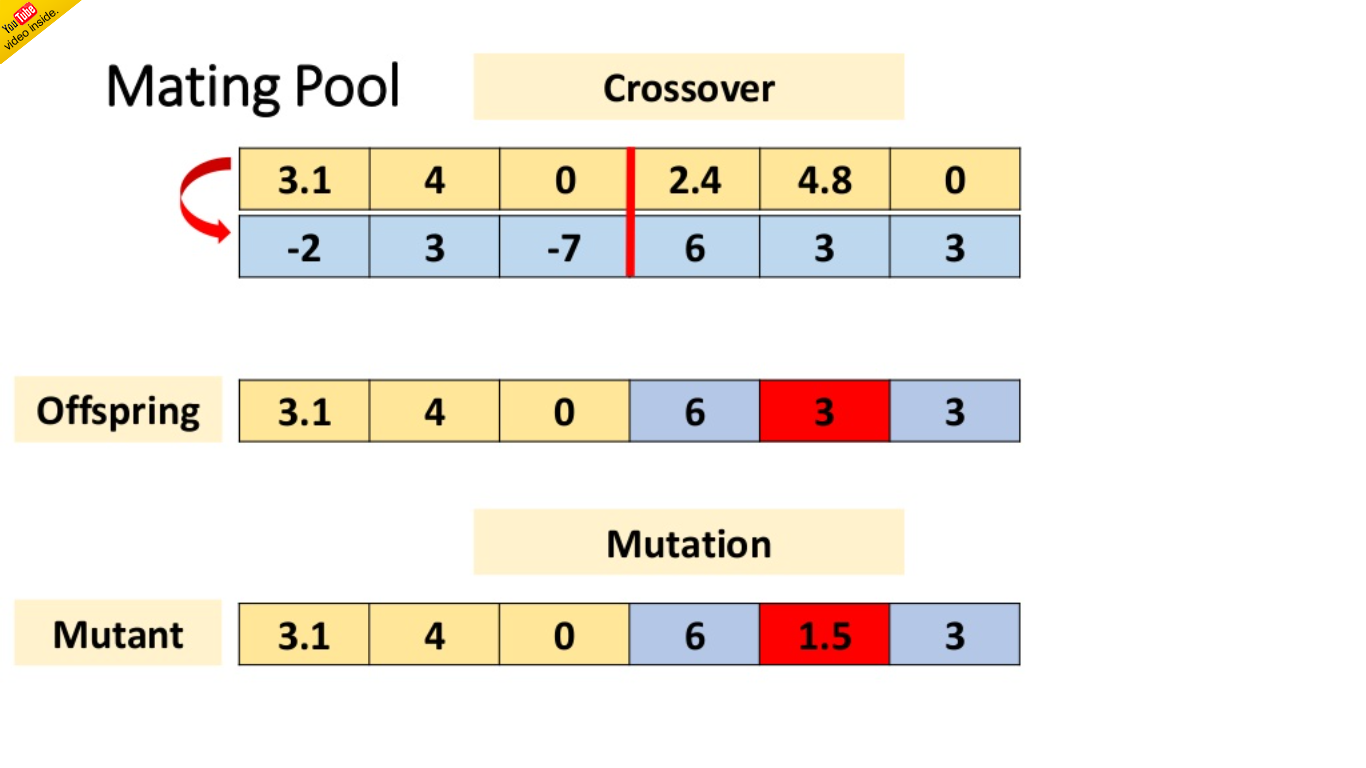 YouTube
video inside.
Mating Pool
Crossover
3.1 4 0 2.4 4.8 0
-2 3 -7 6 3 3
Offspring 3.1 4 0 6 3 3
Mutation
Mutant 3.1 4 0 6 1.5 3